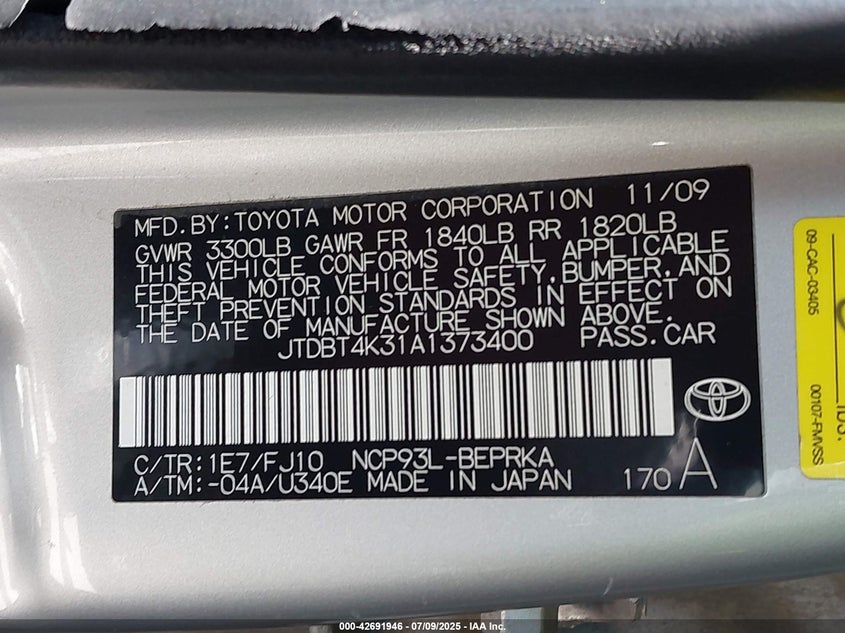 MFD.BY:TOYOTA MOTOR CORPORATION 11/09
GVWR 3300LB GAWR FR 1840LB RR 1820LB
THIS VEHICLE CONFORMS TO ALL APPLICABLE
FEDERAL MOTOR VEHICLE SAFETY,BUMPER,AND
THEFT PREVENTION STANDARDS IN EFFECT ON
THE DATE OF MANUFACTURE SHOWN ABOVE.
JTDBT4K31A1373400 PASS.CAR
C/TR:1E7/FJ10 NCP93L-BEPRKA
A/TM:-04A/U340E MADE IN JAPAN 170 A
09-CAC-03405
00107-FMVSS
000-42691946 / 07/09/2025 - IAA Inc.